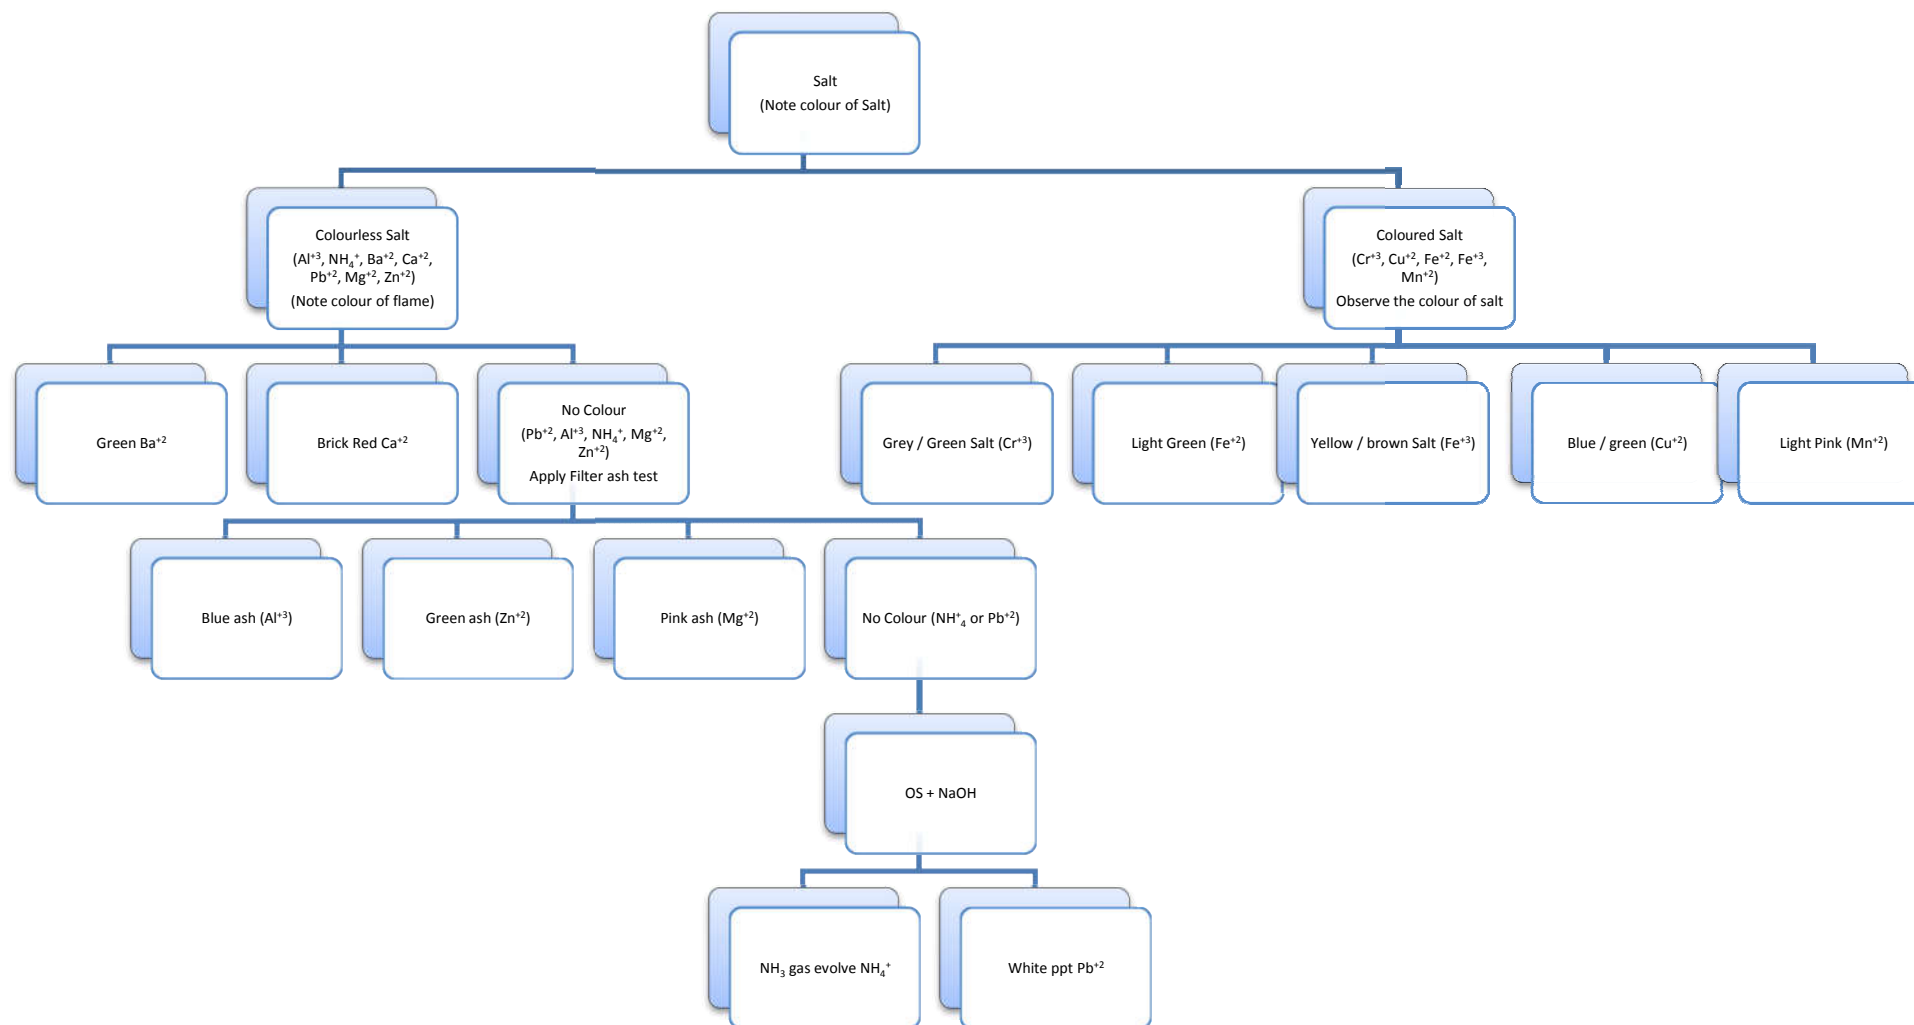 Salt
(Note colour of Salt)
Colourless Salt
(Al⁺³, NH₄⁺, Ba⁺², Ca⁺²,
Pb⁺², Mg⁺², Zn⁺²)
(Note colour of flame)
Coloured Salt
(Cr⁺³, Cu⁺², Fe⁺², Fe⁺³,
Mn⁺²)
Observe the colour of salt
Green Ba⁺²
Brick Red Ca⁺²
No Colour
(Pb⁺², Al⁺³, NH₄⁺, Mg⁺²,
Zn⁺²)
Apply Filter ash test
Grey / Green Salt (Cr⁺³)
Light Green (Fe⁺²)
Yellow / brown Salt (Fe⁺³)
Blue / green (Cu⁺²)
Light Pink (Mn⁺²)
Blue ash (Al⁺³)
Green ash (Zn⁺²)
Pink ash (Mg⁺²)
No Colour (NH⁺₄ or Pb⁺²)
OS + NaOH
NH₃ gas evolve NH₄⁺
White ppt Pb⁺²